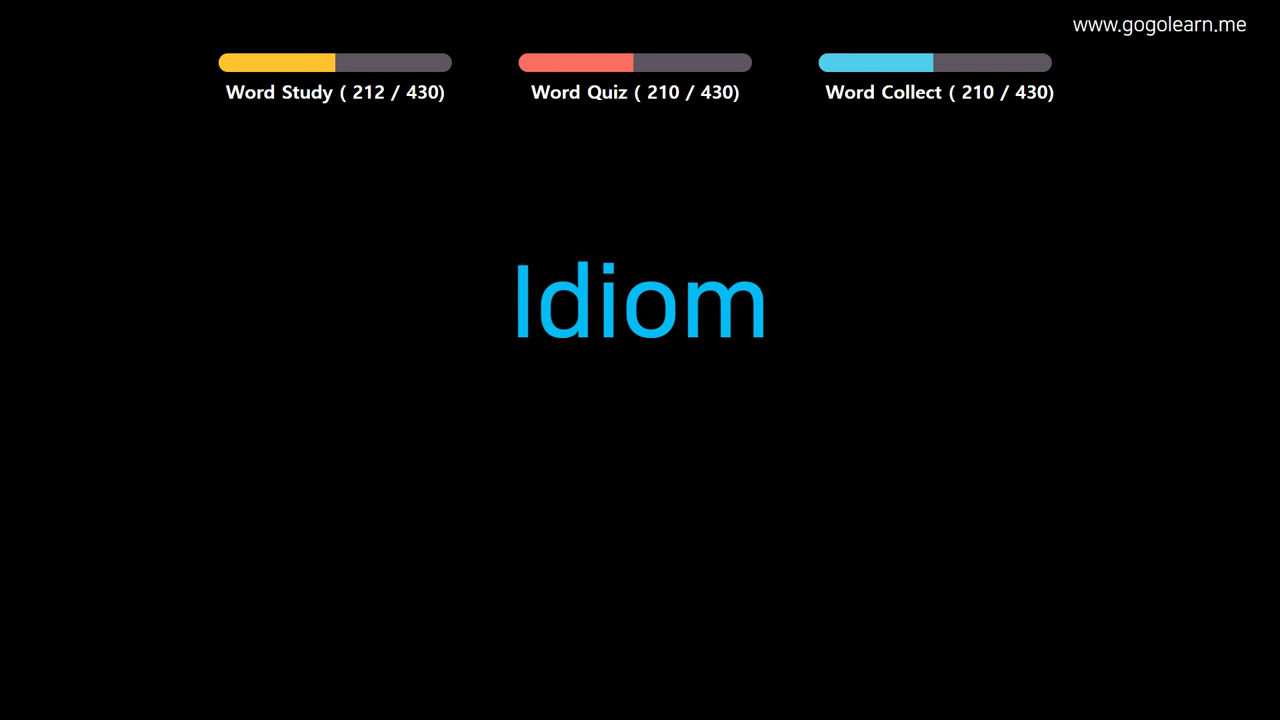 www.gogolearn.me
Word Study ( 212 / 430)
Word Quiz ( 210 / 430)
Word Collect ( 210 / 430)
Idiom